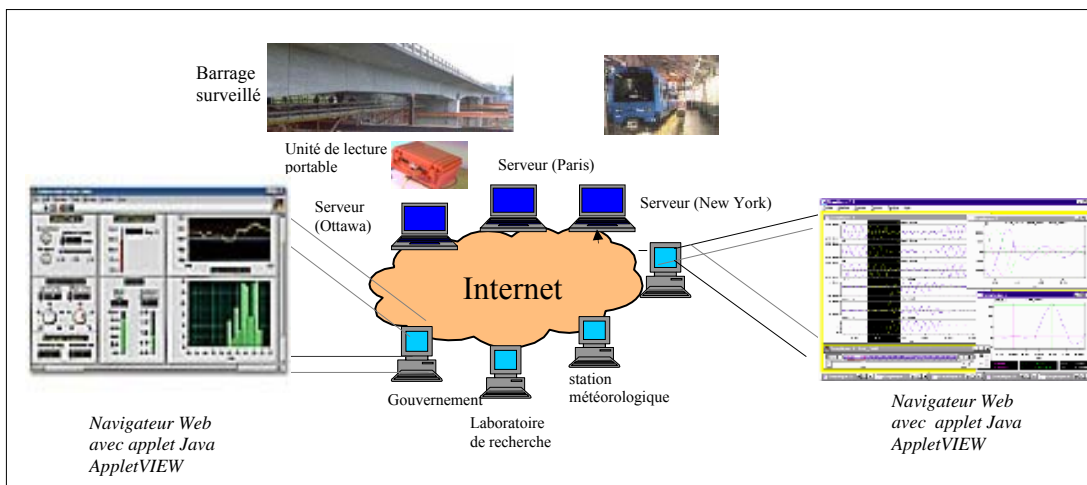 Barrage
surveillé
Unité de lecture
portable
Serveur (Paris)
Serveur
(Ottawa)
Serveur (New York)
Internet
Gouvernement
Laboratoire
de recherche
station
météorologique
Navigateur Web
avec applet Java
AppletVIEW
Navigateur Web
avec applet Java
AppletVIEW